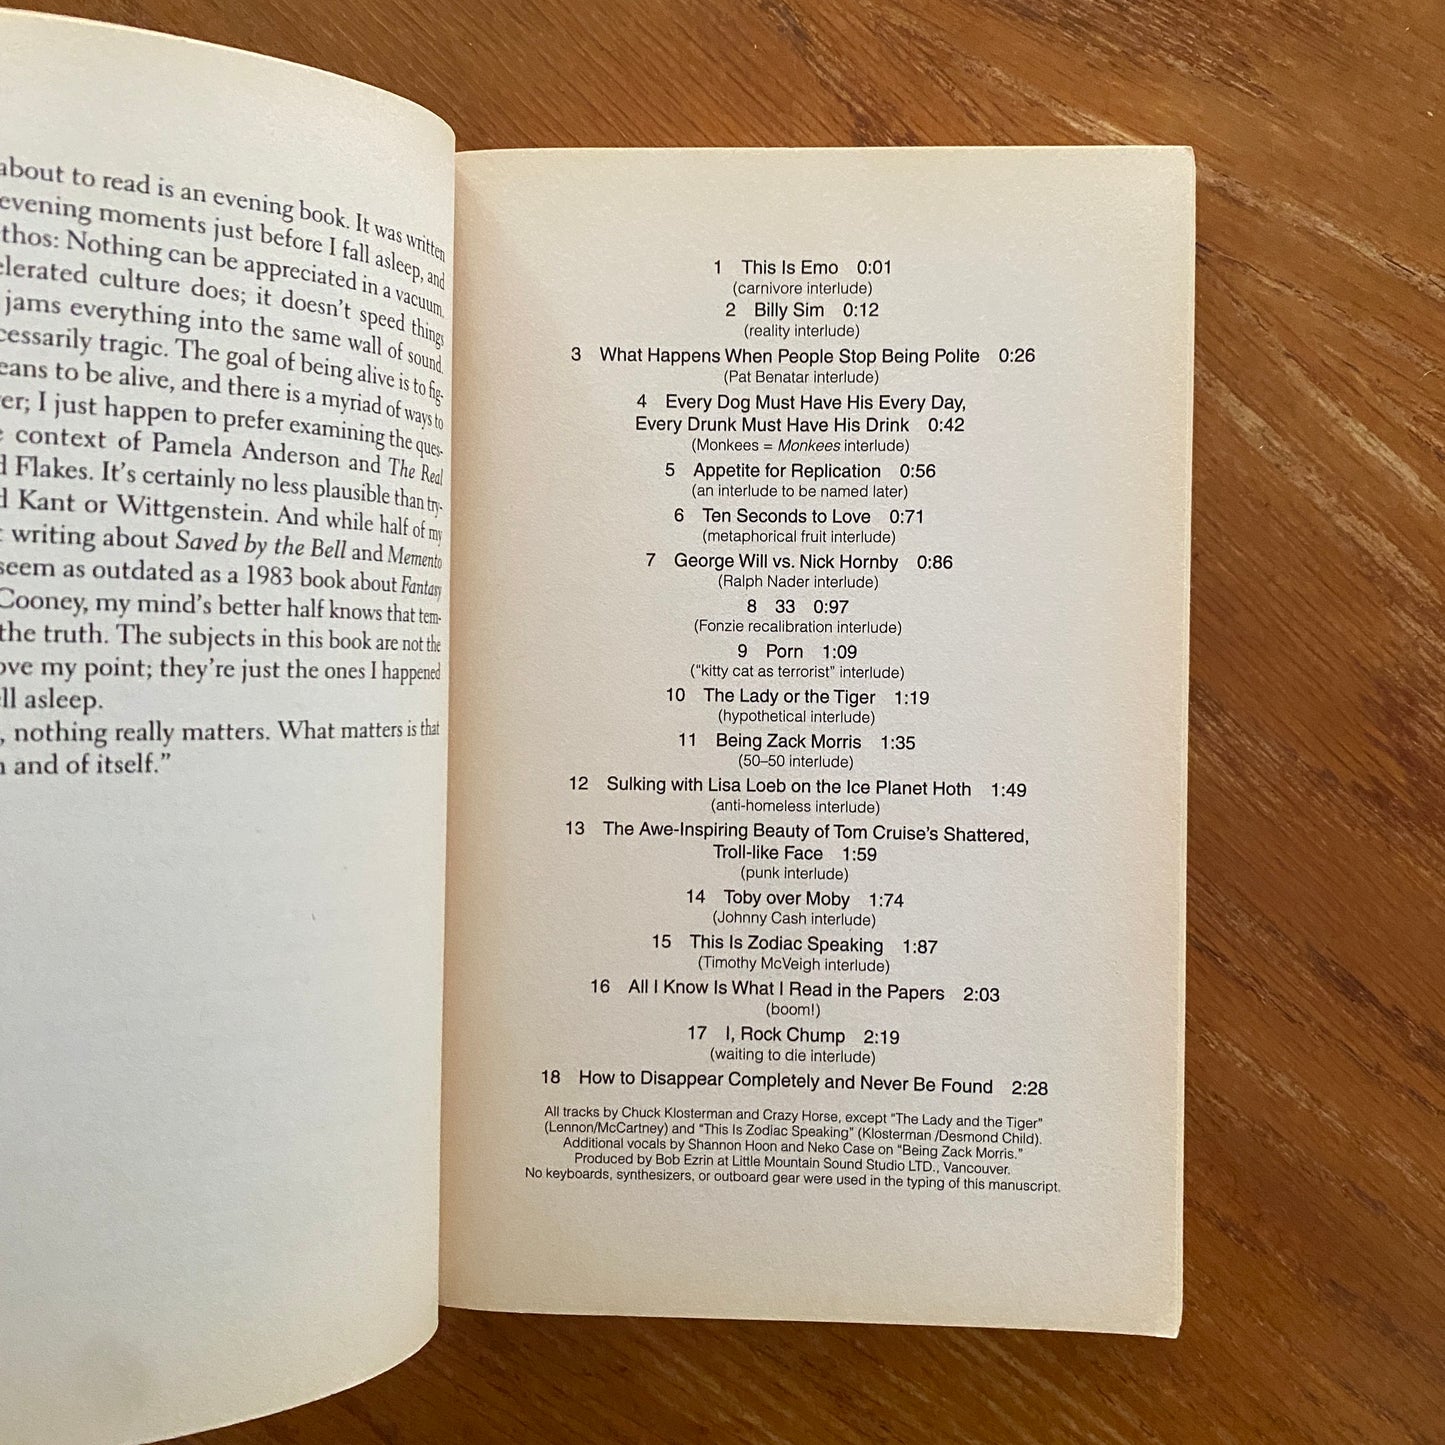 about to read is an evening book. It was written
evening moments just before I fall asleep, and
thos: Nothing can be appreciated in a vacuum.
elerated culture does; it doesn't speed things
jams everything into the same wall of sound.
cessarily tragic. The goal of being alive is to fig-
eans to be alive, and there is a myriad of ways to
er; I just happen to prefer examining the ques-
context of Pamela Anderson and The Real
d Flakes. It's certainly no less plausible than try-
d Kant or Wittgenstein. And while half of my
writing about Saved by the Bell and Memento
seem as outdated as a 1983 book about Fantasy
Cooney, my mind's better half knows that tem-
the truth. The subjects in this book are not the
ove my point; they're just the ones I happened
ll asleep.
, nothing really matters. What matters is that
n and of itself."
1 This Is Emo 0:01
(carnivore interlude)
2 Billy Sim 0:12
(reality interlude)
3 What Happens When People Stop Being Polite 0:26
(Pat Benatar interlude)
4 Every Dog Must Have His Every Day,
Every Drunk Must Have His Drink 0:42
(Monkees = Monkees interlude)
5 Appetite for Replication 0:56
(an interlude to be named later)
6 Ten Seconds to Love 0:71
(metaphorical fruit interlude)
7 George Will vs. Nick Hornby 0:86
(Ralph Nader interlude)
8 33 0:97
(Fonzie recalibration interlude)
9 Porn 1:09
("kitty cat as terrorist" interlude)
10 The Lady or the Tiger 1:19
(hypothetical interlude)
11 Being Zack Morris 1:35
(50–50 interlude)
12 Sulking with Lisa Loeb on the Ice Planet Hoth 1:49
(anti-homeless interlude)
13 The Awe-Inspiring Beauty of Tom Cruise's Shattered,
Troll-like Face 1:59
(punk interlude)
14 Toby over Moby 1:74
(Johnny Cash interlude)
15 This Is Zodiac Speaking 1:87
(Timothy McVeigh interlude)
16 All I Know Is What I Read in the Papers 2:03
(boom!)
17 I, Rock Chump 2:19
(waiting to die interlude)
18 How to Disappear Completely and Never Be Found 2:28
All tracks by Chuck Klosterman and Crazy Horse, except "The Lady and the Tiger"
(Lennon/McCartney) and "This Is Zodiac Speaking" (Klosterman /Desmond Child).
Additional vocals by Shannon Hoon and Neko Case on "Being Zack Morris."
Produced by Bob Ezrin at Little Mountain Sound Studio LTD., Vancouver.
No keyboards, synthesizers, or outboard gear were used in the typing of this manuscript.